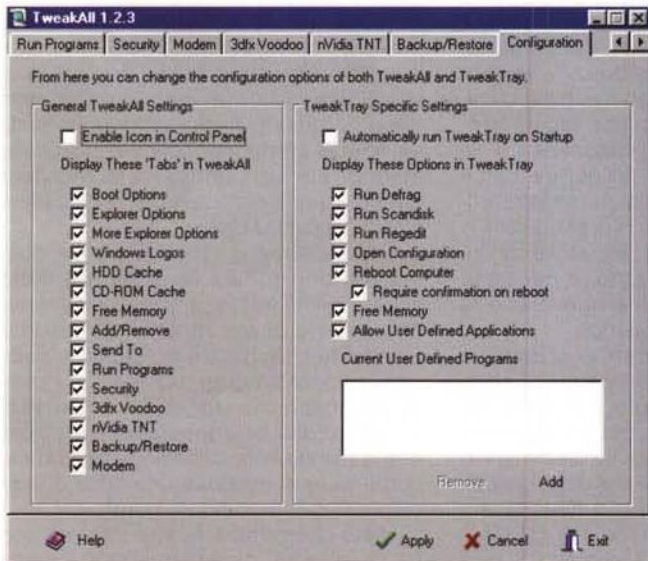 TweakAll 1.2.3
Run Programs Security Modem 3dfx Voodoo nVidia TNT Backup/Restore Configuration
From here you can change the configuration options of both TweakAll and TweakTray.
General TweakAll Settings
Enable Icon in Control Panel
Display These 'Tabs' in TweakAll
Boot Options
Explorer Options
More Explorer Options
Windows Logos
HDD Cache
CD-ROM Cache
Free Memory
Add/Remove
Send To
Run Programs
Security
3dfx Voodoo
nVidia TNT
Backup/Restore
Modem
TweakTray Specific Settings
Automatically run TweakTray on Startup
Display These Options in TweakTray
Run Defrag
Run Scandisk
Run Regedit
Open Configuration
Reboot Computer
Require confirmation on reboot
Free Memory
Allow User Defined Applications
Current User Defined Programs
Remove Add
Help Apply Cancel Exit